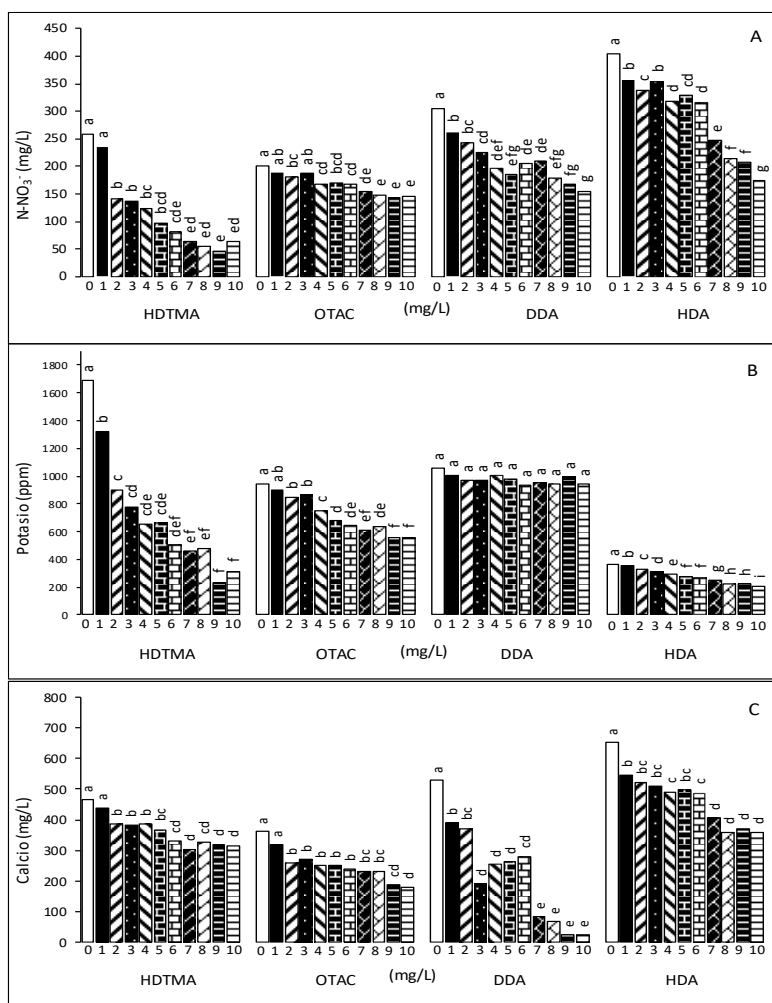 A
N-NO₃⁻ (mg/L)
450
400
350
300
250
200
150
100
50
0
a a b b bc bcd cde ed ed e ed
a ab bc ab cd bcd cd de e e e
a b bc cd def efg de de efg fg g
a b c b d cd d e f f g
0 1 2 3 4 5 6 7 8 9 10 0 1 2 3 4 5 6 7 8 9 10 0 1 2 3 4 5 6 7 8 9 10 0 1 2 3 4 5 6 7 8 9 10
HDTMA OTAC (mg/L) DDA HDA
B
Potasio (ppm)
1800
1600
1400
1200
1000
800
600
400
200
0
a b c cd cde cde def ef ef f f
a ab b b c d de ef de f f
a a a a a a a a a a a
a b c d e f f g h h i
0 1 2 3 4 5 6 7 8 9 10 0 1 2 3 4 5 6 7 8 9 10 0 1 2 3 4 5 6 7 8 9 10 0 1 2 3 4 5 6 7 8 9 10
HDTMA OTAC (mg/L) DDA HDA
C
Calcio (mg/L)
800
700
600
500
400
300
200
100
0
a a b b b bc cd d cd d d
a a b b b b b bc bc cd d
a b bc d d cd cd e e e e
a b bc bc c bc c d d d d
0 1 2 3 4 5 6 7 8 9 10 0 1 2 3 4 5 6 7 8 9 10 0 1 2 3 4 5 6 7 8 9 10 0 1 2 3 4 5 6 7 8 9 10
HDTMA OTAC (mg/L) DDA HDA